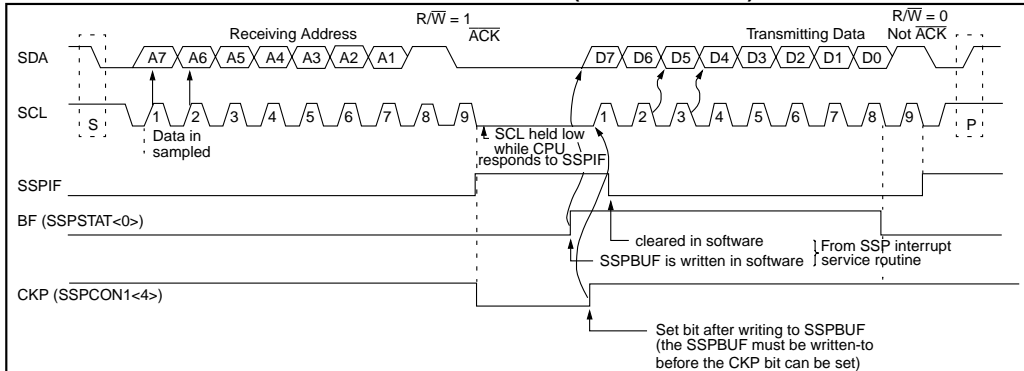 R/W = 1
ACK
R/W = 0
Not ACK
Receiving Address
Transmitting Data
SDA
A7 A6 A5 A4 A3 A2 A1
D7 D6 D5 D4 D3 D2 D1 D0
SCL
S
1 2 3 4 5 6 7 8 9
1 2 3 4 5 6 7 8 9
P
Data in
sampled
SCL held low
while CPU
responds to SSPIF
SSPIF
BF (SSPSTAT<0>)
cleared in software
SSPBUF is written in software
From SSP interrupt
service routine
CKP (SSPCON1<4>)
Set bit after writing to SSPBUF
(the SSPBUF must be written-to
before the CKP bit can be set)